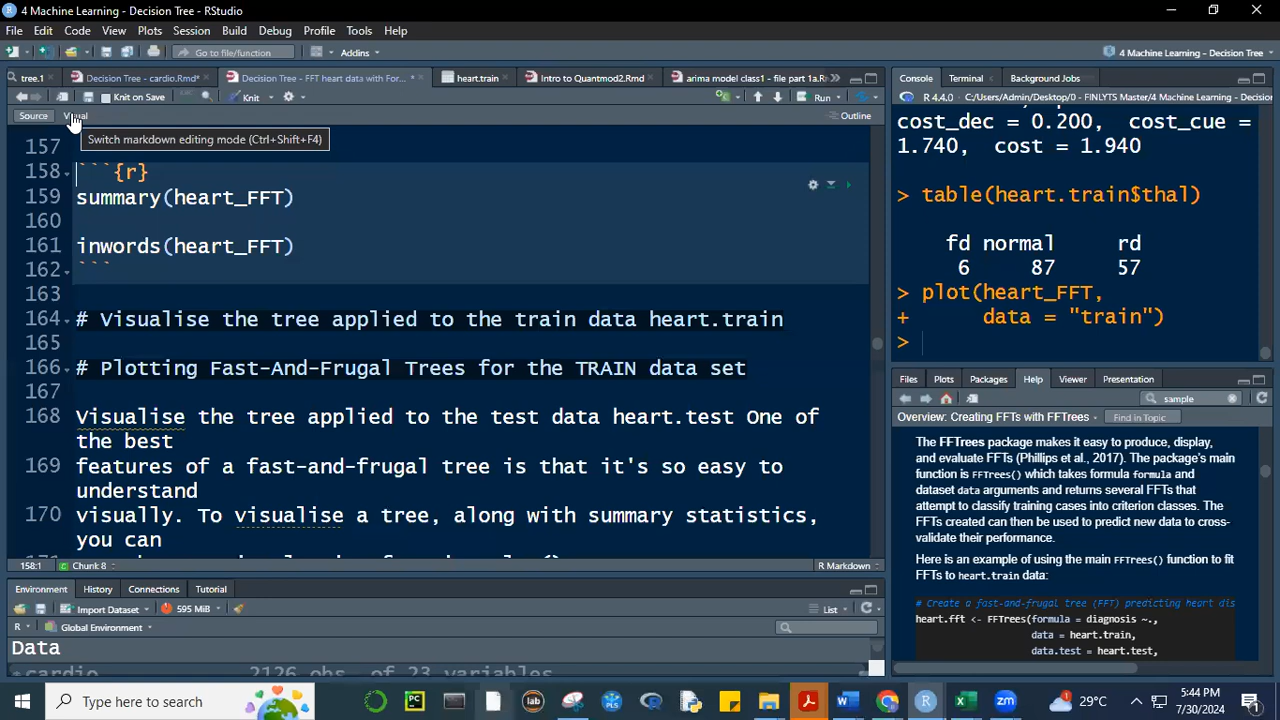 4 Machine Learning - Decision Tree - RStudio
File Edit Code View Plots Session Build Debug Profile Tools Help
Go to file/function Addins 4 Machine Learning - Decision Tree
tree.1 Decision Tree - cardio.Rmd* Decision Tree - FFT heart data with For... * heart.train Intro to Quantmod2.Rmd arima model class1 - file part 1a.R
Knit on Save Knit Run
Source Visual Outline
Switch markdown editing mode (Ctrl+Shift+F4)
157
158 ```{r}
159 summary(heart_FFT)
160
161 inwords(heart_FFT)
162 ```
163
164 # Visualise the tree applied to the train data heart.train
165
166 # Plotting Fast-And-Frugal Trees for the TRAIN data set
167
168 Visualise the tree applied to the test data heart.test One of
the best
169 features of a fast-and-frugal tree is that it's so easy to
understand
170 visually. To visualise a tree, along with summary statistics,
you can
158:1 Chunk 8 R Markdown
Environment History Connections Tutorial
Import Dataset 595 MiB List
R Global Environment
Data
cardio 2126 obs. of 23 variables
Console Terminal Background Jobs
R 4.4.0 · C:/Users/Admin/Desktop/0 - FINLYTS Master/4 Machine Learning -
cost_dec = 0.200, cost_cue =
1.740, cost = 1.940
> table(heart.train$thal)
fd normal rd
6 87 57
> plot(heart_FFT,
+ data = "train")
>
Files Plots Packages Help Viewer Presentation
sample
Overview: Creating FFTs with FFTrees Find in Topic
The FFTrees package makes it easy to produce, display,
and evaluate FFTs (Phillips et al., 2017). The package's main
function is FFTrees() which takes formula formula and
dataset data arguments and returns several FFTs that
attempt to classify training cases into criterion classes. The
FFTs created can then be used to predict new data to cross-
validate their performance.
Here is an example of using the main FFTrees() function to fit
FFTs to heart.train data:
# Create a fast-and-frugal tree (FFT) predicting heart dis
heart.fft <- FFTrees(formula = diagnosis ~.,
data = heart.train,
data.test = heart.test,
Type here to search 29°C 5:44 PM
7/30/2024